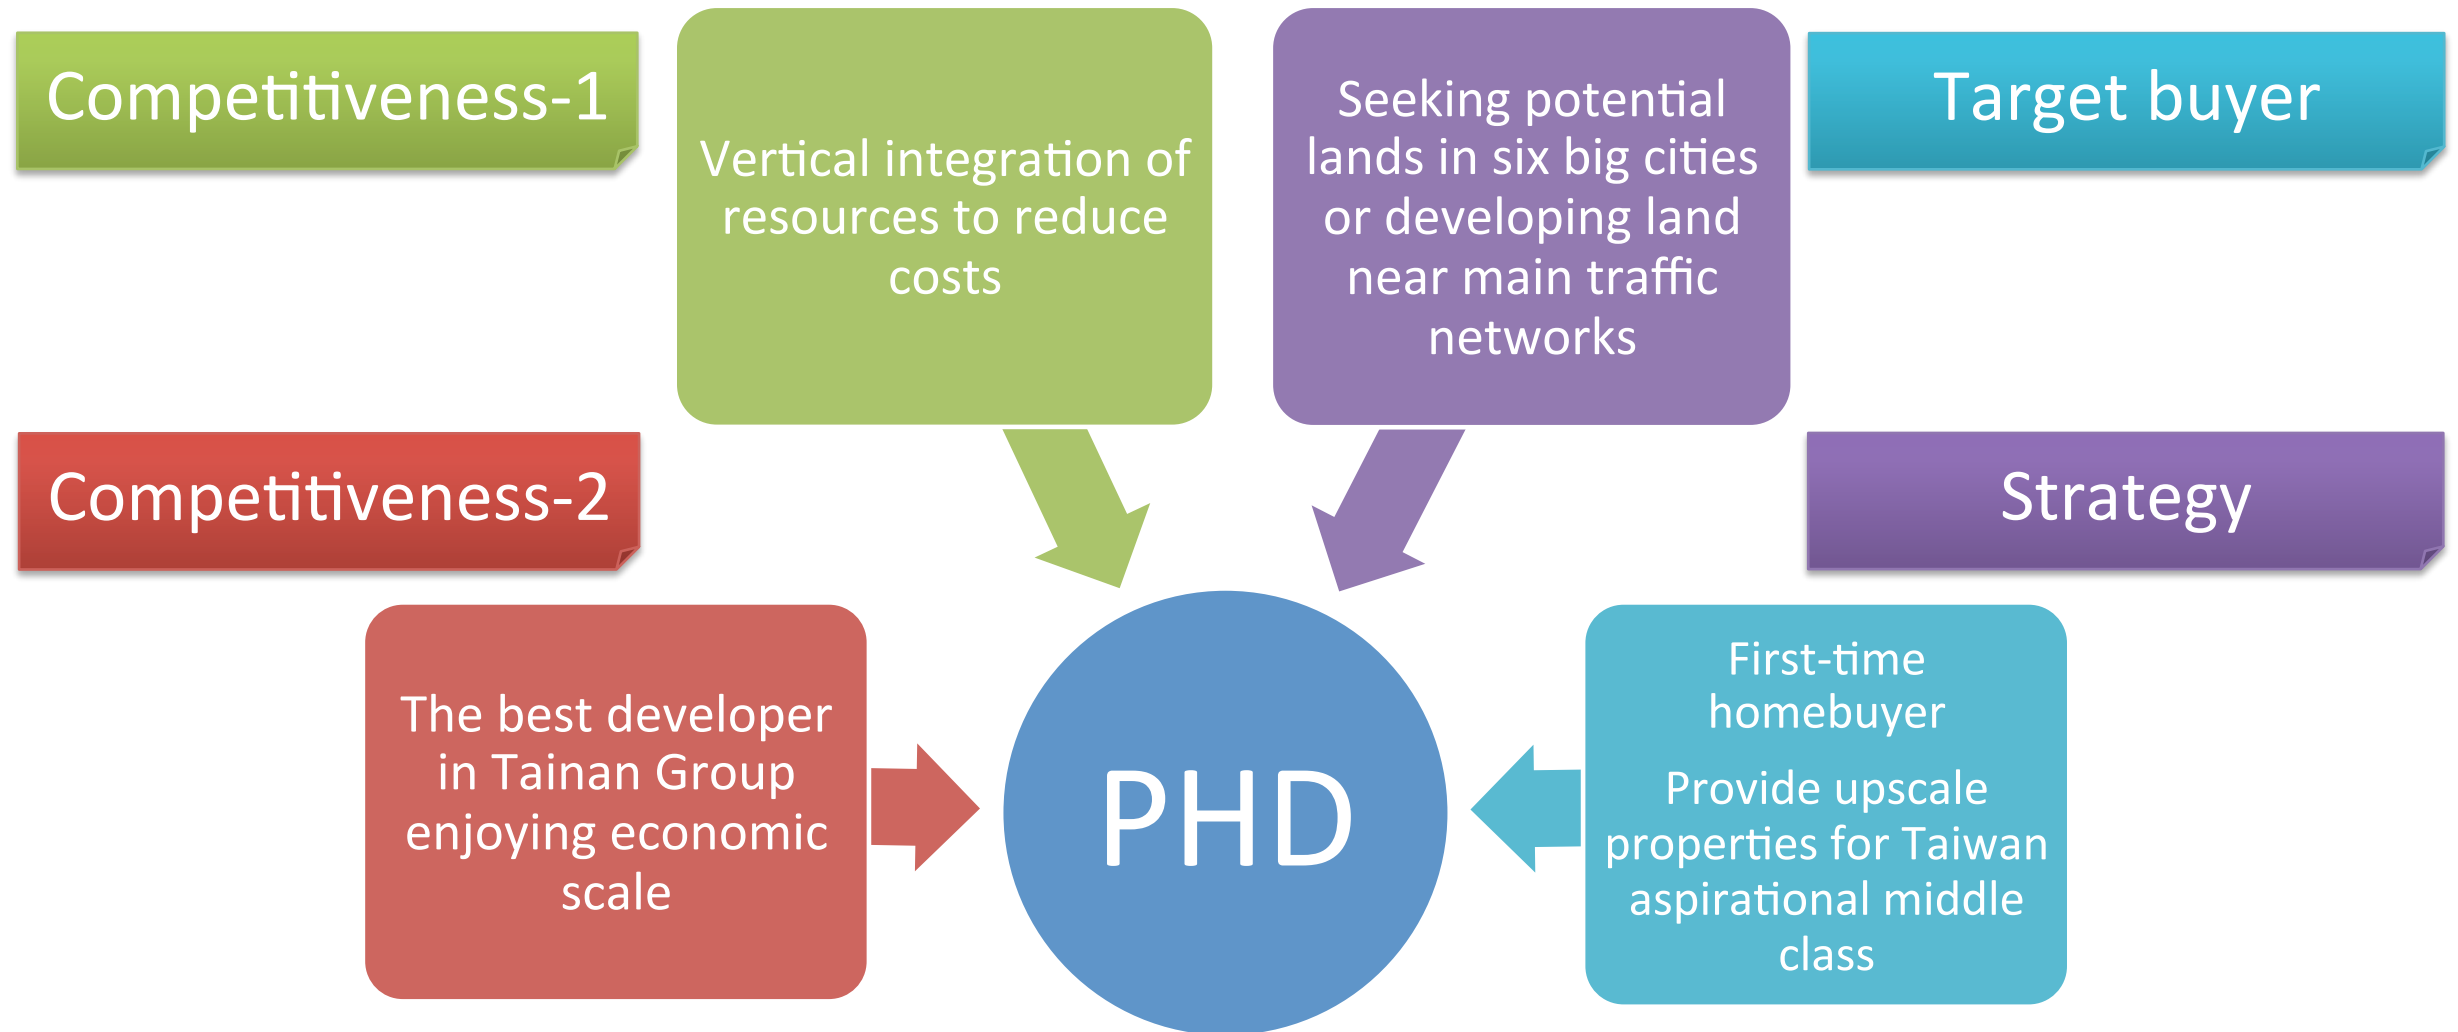 Competitiveness-1
Vertical integration of
resources to reduce
costs
Seeking potential
lands in six big cities
or developing land
near main traffic
networks
Target buyer
Competitiveness-2
Strategy
The best developer
in Tainan Group
enjoying economic
scale
PHD
First-time
homebuyer
Provide upscale
properties for Taiwan
aspirational middle
class